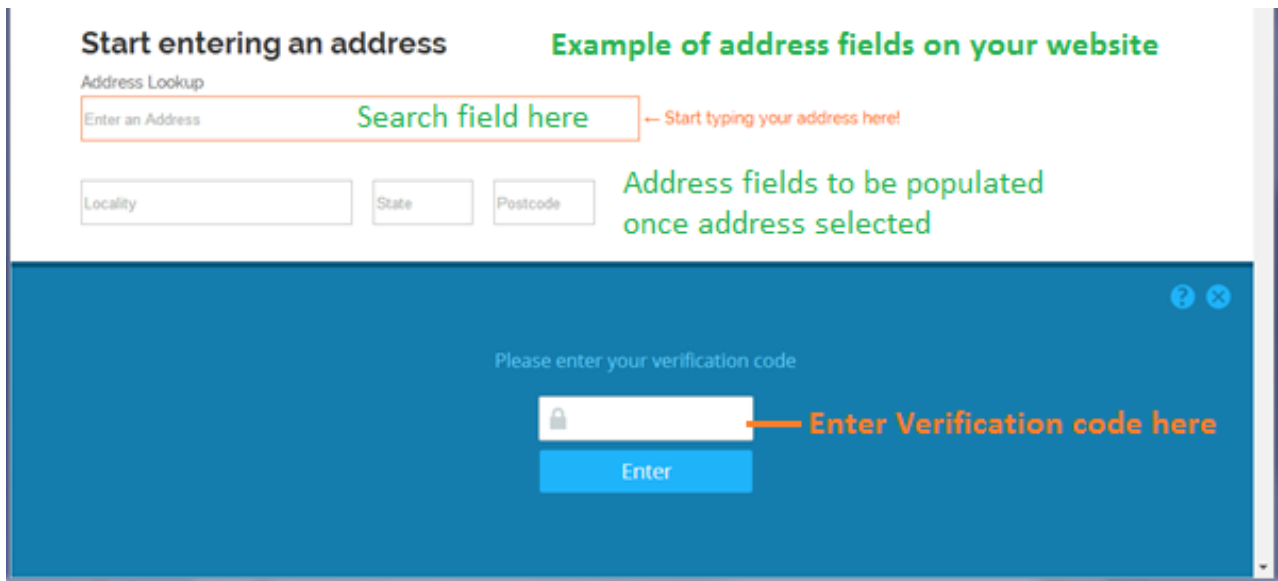 Start entering an address
Example of address fields on your website
Address Lookup
Enter an Address
Search field here
← Start typing your address here!
Locality
State
Postcode
Address fields to be populated
once address selected
?
Please enter your verification code
Enter Verification code here
Enter